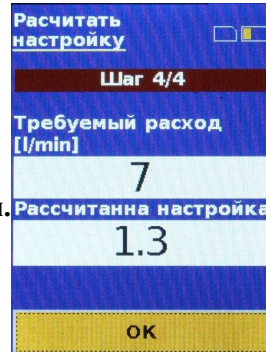 Расчитать
настройку
Шаг 4/4
Требуемый расход
[l/min]
7
Рассчитанна настройка
1.3
OK